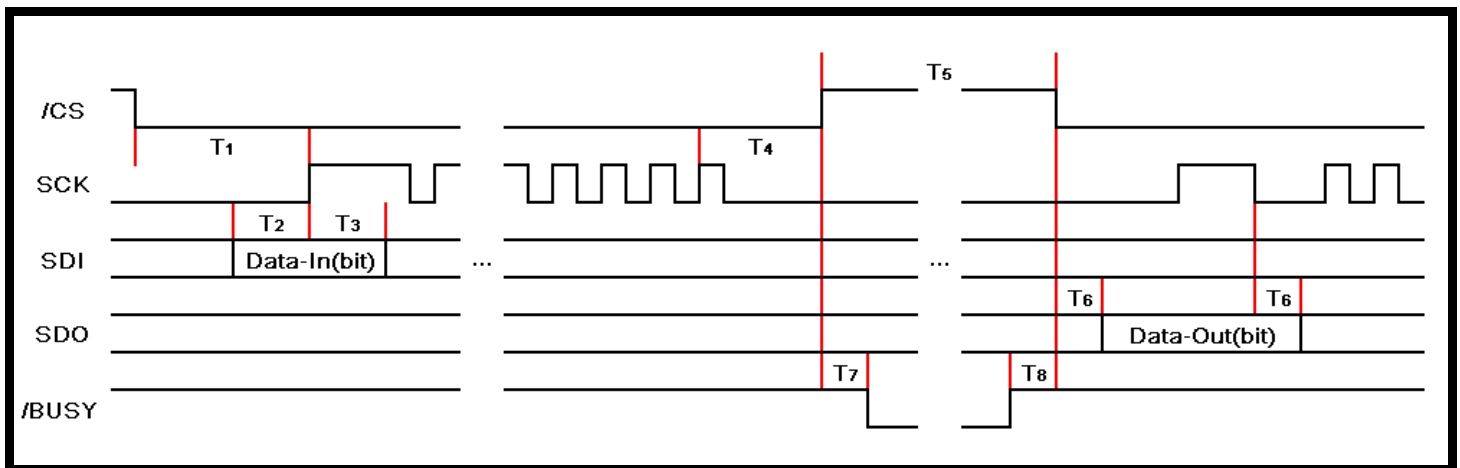 T5
/CS
T1
T4
SCK
T2
T3
SDI
Data-In(bit)
...
...
T6
T6
SDO
Data-Out(bit)
T7
T8
/BUSY